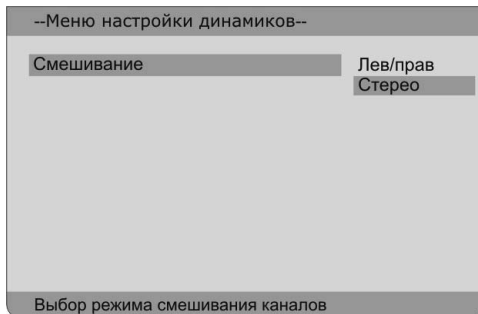 --Меню настройки динамиков--
Смешивание
Лев/прав
Стерео
Выбор режима смешивания каналов